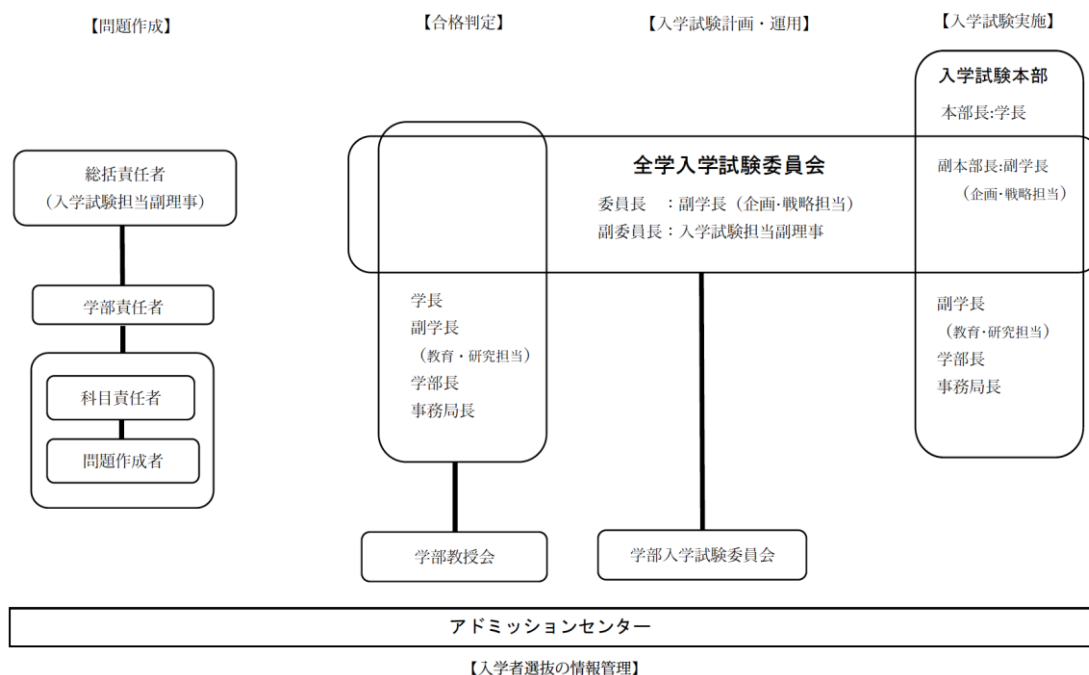 【問題作成】
【合格判定】
【入学試験計画・運用】
【入学試験実施】
総括責任者
（入学試験担当副理事）
学部責任者
科目責任者
問題作成者
学長
副学長
（教育・研究担当）
学部長
事務局長
学部教授会
全学入学試験委員会
委員長　：副学長（企画・戦略担当）
副委員長：入学試験担当副理事
学部入学試験委員会
入学試験本部
本部長:学長
副本部長:副学長
（企画・戦略担当）
副学長
（教育・研究担当）
学部長
事務局長
アドミッションセンター
【入学者選抜の情報管理】